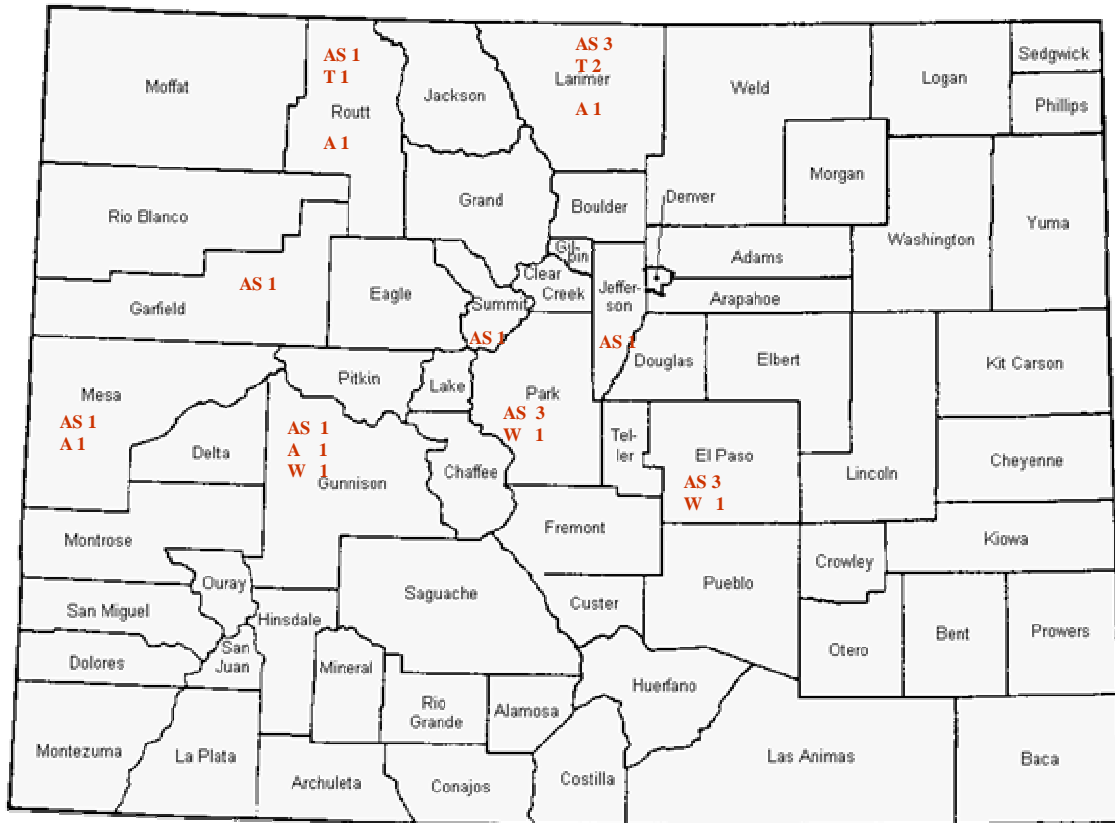 Moffat
AS 1
T 1
Routt
A 1
Jackson
AS 3
T 2
Larimer
A 1
Weld
Logan
Sedgwick
Phillips
Morgan
Rio Blanco
Grand
Boulder
Denver
Washington
Yuma
Garfield
AS 1
Eagle
Summit
AS 1
Gil-
pin
Clear
Creek
Jeffer-
son
AS 1
Adams
Arapahoe
Douglas
Elbert
Kit Carson
Mesa
AS 1
A 1
Pitkin
Lake
Park
AS 3
W 1
Delta
AS 1
A 1
W 1
Gunnison
Chaffee
Tel-
ler
El Paso
AS 3
W 1
Lincoln
Cheyenne
Montrose
Fremont
Crowley
Kiowa
Ouray
Saguache
Custer
Pueblo
San Miguel
Hinsdale
Otero
Bent
Prowers
Dolores
San
Juan
Mineral
Rio
Grande
Alamosa
Huerfano
Montezuma
La Plata
Archuleta
Conajos
Costilla
Las Animas
Baca